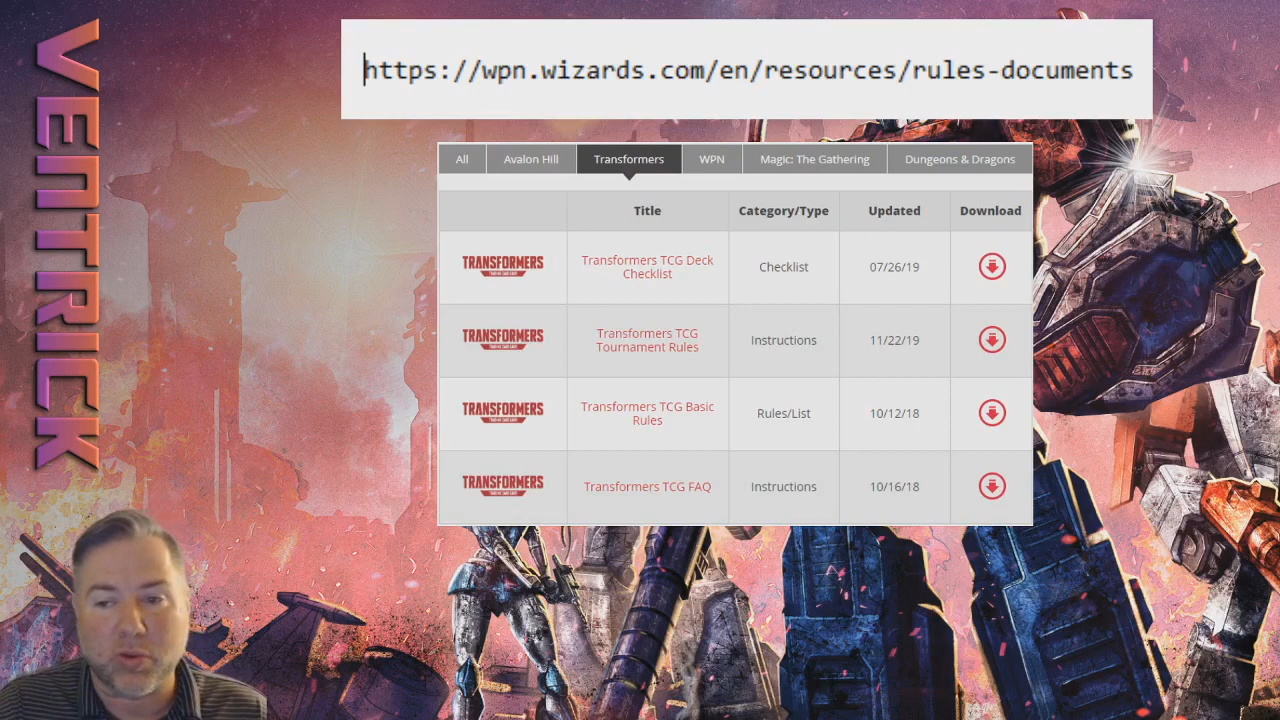 VENTRICK
https://wpn.wizards.com/en/resources/rules-documents
All Avalon Hill Transformers WPN Magic: The Gathering Dungeons & Dragons
Title Category/Type Updated Download
TRANSFORMERS Transformers TCG Deck Checklist 07/26/19
Checklist
TRANSFORMERS Transformers TCG Instructions 11/22/19
Tournament Rules
TRANSFORMERS Transformers TCG Basic Rules/List 10/12/18
Rules
TRANSFORMERS Transformers TCG FAQ Instructions 10/16/18